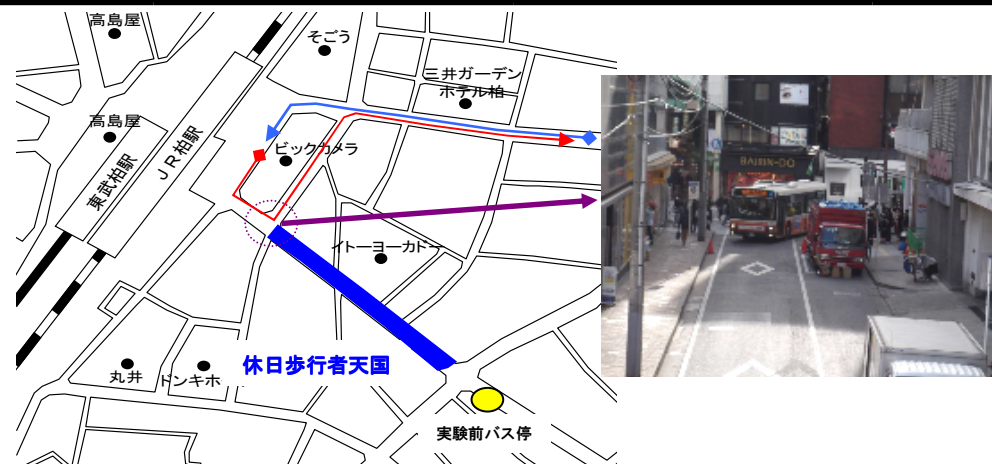 高島屋
そごう
三井ガーデン
ホテル柏
高島屋
JR柏駅
東武柏駅
ビックカメラ
イトーヨーカドー
休日歩行者天国
丸井
ドンキホ
実験前バス停
BAIRIN-DO